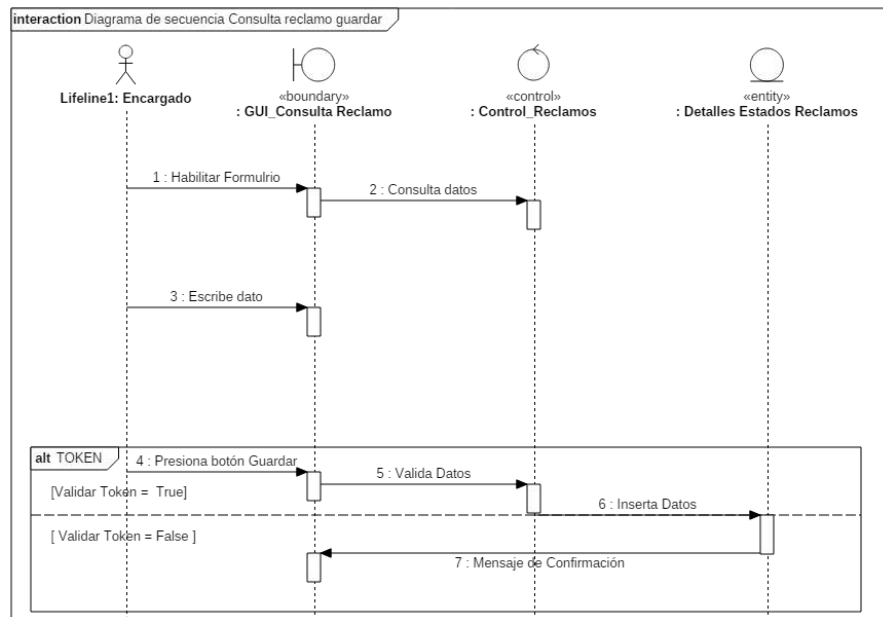 interaction Diagrama de secuencia Consulta reclamo guardar
Lifeline1: Encargado
«boundary»
: GUI_Consulta Reclamo
«control»
: Control_Reclamos
«entity»
: Detalles Estados Reclamos
1 : Habilitar Formulrio
2 : Consulta datos
3 : Escribe dato
alt TOKEN
4 : Presiona botón Guardar
5 : Valida Datos
[Validar Token = True]
6 : Inserta Datos
[ Validar Token = False ]
7 : Mensaje de Confirmación